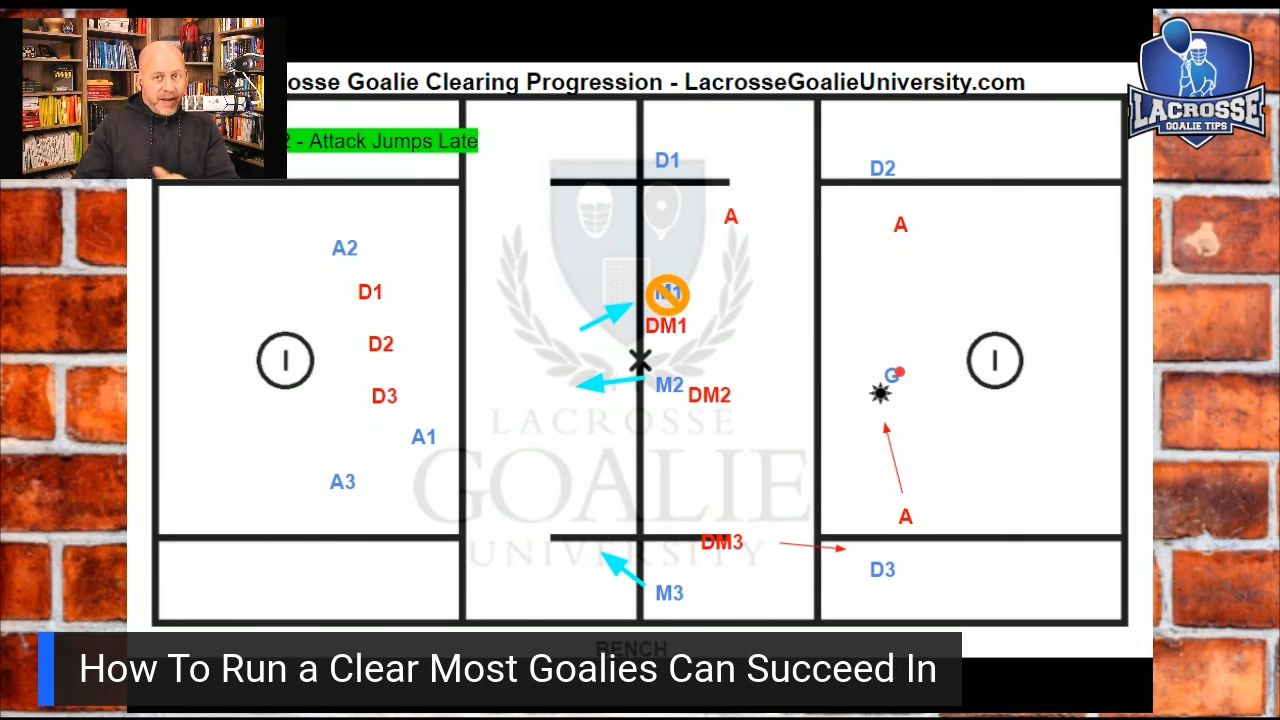 osse Goalie Clearing Progression - LacrosseGoalieUniversity.com
2 - Attack Jumps Late
LACROSSE
GOALIE TIPS
D1
D2
A
A
A2
D1
M1
DM1
D2
M2
DM2
G
D3
A1
A3
A
DM3
D3
M3
LACROSSE
GOALIE
UNIVERSITY
BENCH
How To Run a Clear Most Goalies Can Succeed In